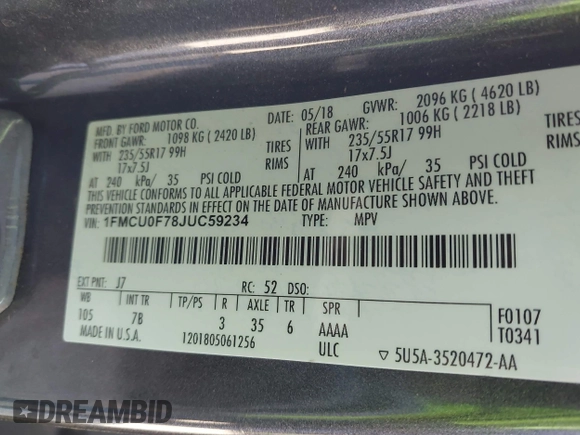 MFD. BY FORD MOTOR CO.
DATE: 05/18 GVWR: 2096 KG ( 4620 LB)
FRONT GAWR: 1098 KG ( 2420 LB)
REAR GAWR: 1006 KG ( 2218 LB)
WITH 235/55R17 99H TIRES
WITH 235/55R17 99H TIRES
17x7.5J RIMS
17x7.5J RIMS
AT 240 kPa/ 35 PSI COLD
AT 240 kPa/ 35 PSI COLD
THIS VEHICLE CONFORMS TO ALL APPLICABLE FEDERAL MOTOR VEHICLE SAFETY AND THEFT
PREVENTION STANDARDS IN EFFECT ON THE DATE OF MANUFACTURE SHOWN ABOVE.
VIN: 1FMCU0F78JUC59234 TYPE: MPV
EXT PNT: J7 RC: 52 DSO:
WB INT TR TP/PS R AXLE TR SPR
105 7B 3 35 6 AAAA
F0107
T0341
MADE IN U.S.A. 1201805061256 ULC
▽ 5U5A-3520472-AA
DREAMBID